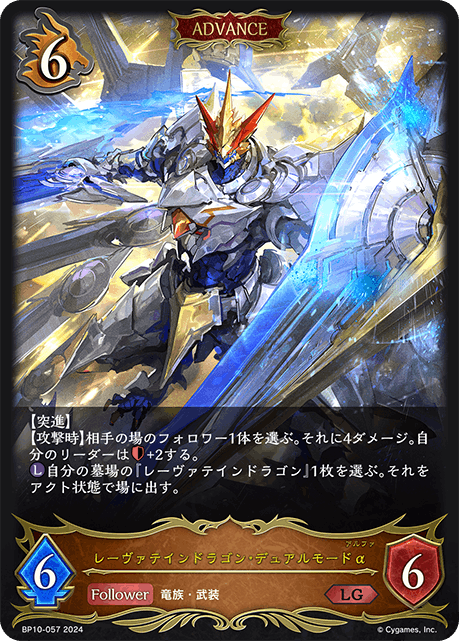 ADVANCE
6
【突進】
【攻撃時】相手の場のフォロワー1体を選ぶ。それに4ダメージ。自
分のリーダーは+2する。
L自分の墓場の『レーヴァテインドラゴン』1枚を選ぶ。それを
アクト状態で場に出す。
アルファ
レーヴァテインドラゴン・デュアルモードα
6
Follower 竜族・武装
LG
6
BP10-057 2024
© Cygames, Inc.